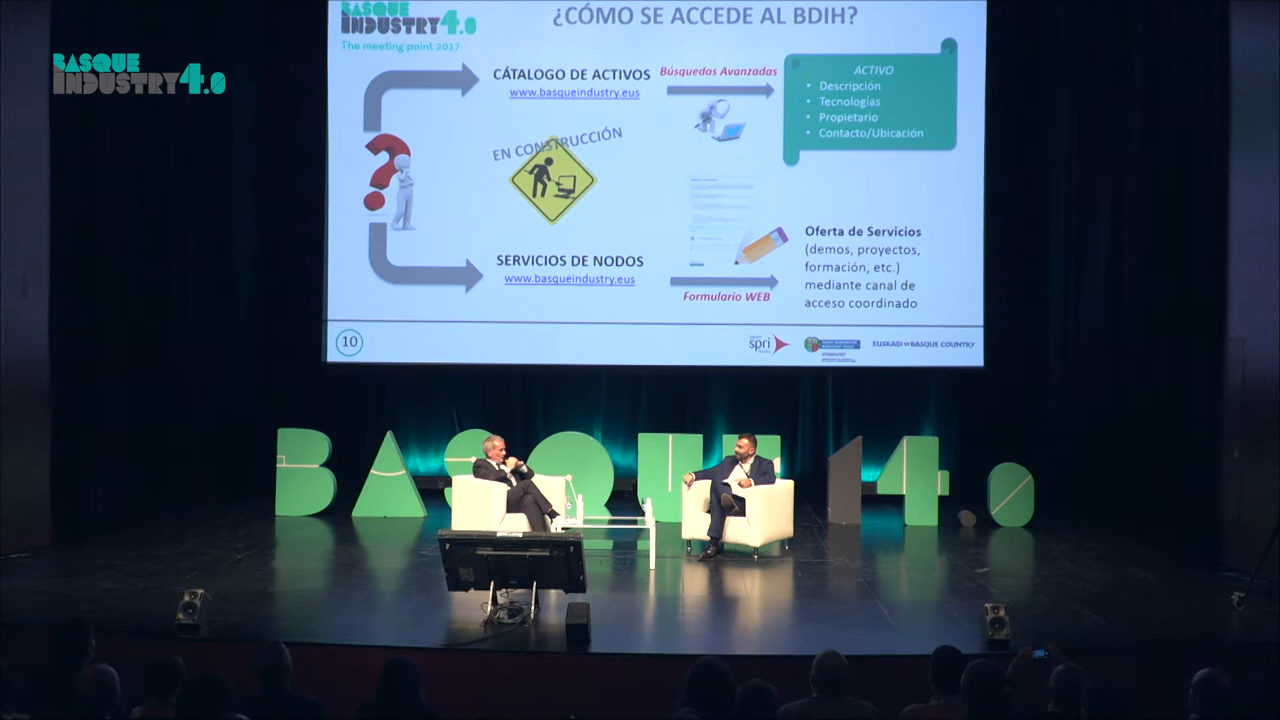 BASQUE
INDUSTRY 4.0
BASQUE
INDUSTRY 4.0
The meeting point 2017
¿CÓMO SE ACCEDE AL BDIH?
CÁTALOGO DE ACTIVOS
www.basqueindustry.eus
Búsquedas Avanzadas
ACTIVO
• Descripción
• Tecnologías
• Propietario
• Contacto/Ubicación
EN CONSTRUCCIÓN
SERVICIOS DE NODOS
www.basqueindustry.eus
Formulario WEB
Oferta de Servicios
(demos, proyectos,
formación, etc.)
mediante canal de
acceso coordinado
10
spri
EUSKADI BASQUE COUNTRY
BASQUE I4.0